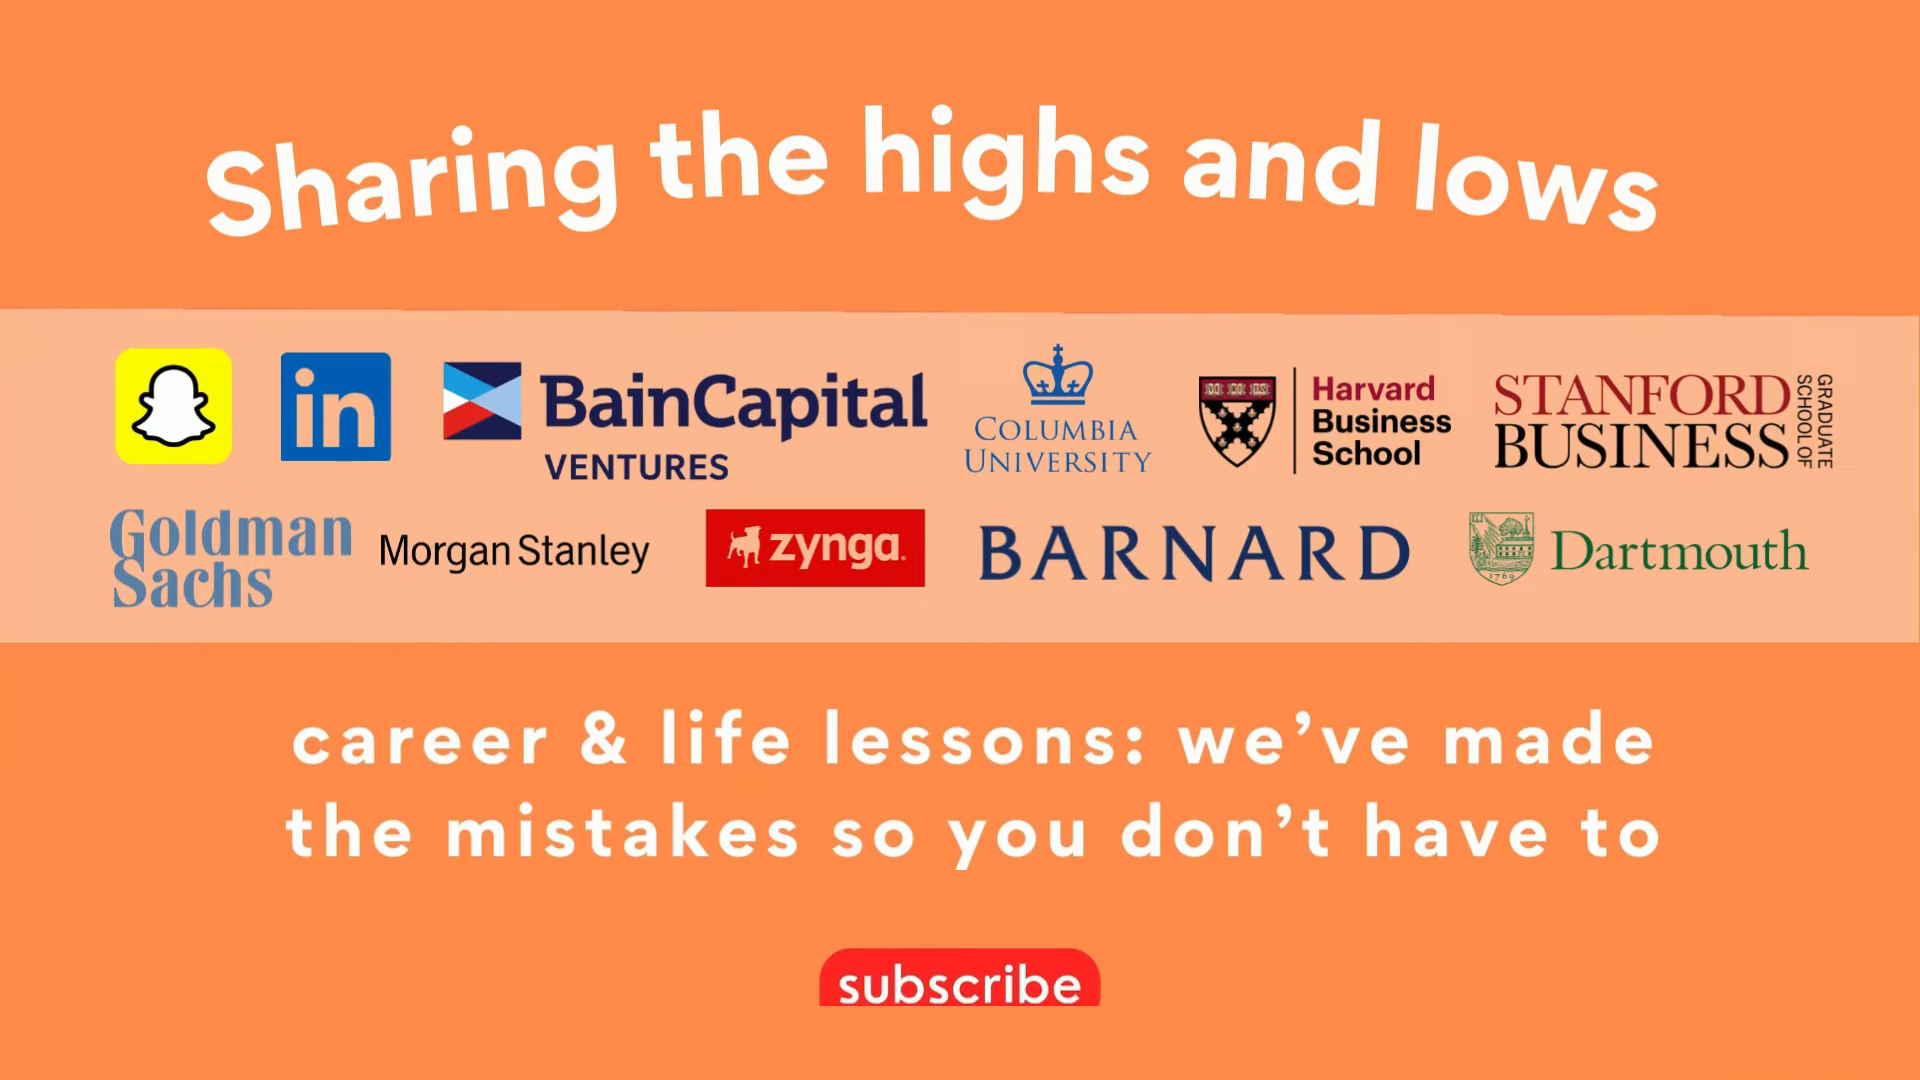 Sharing the highs and lows
in
BainCapital
VENTURES
COLUMBIA
UNIVERSITY
Harvard
Business
School
STANFORD
BUSINESS
GRADUATE
SCHOOL OF
Goldman
Sachs
Morgan Stanley
zynga
BARNARD
1769
Dartmouth
career & life lessons: we’ve made
the mistakes so you don’t have to
subscribe